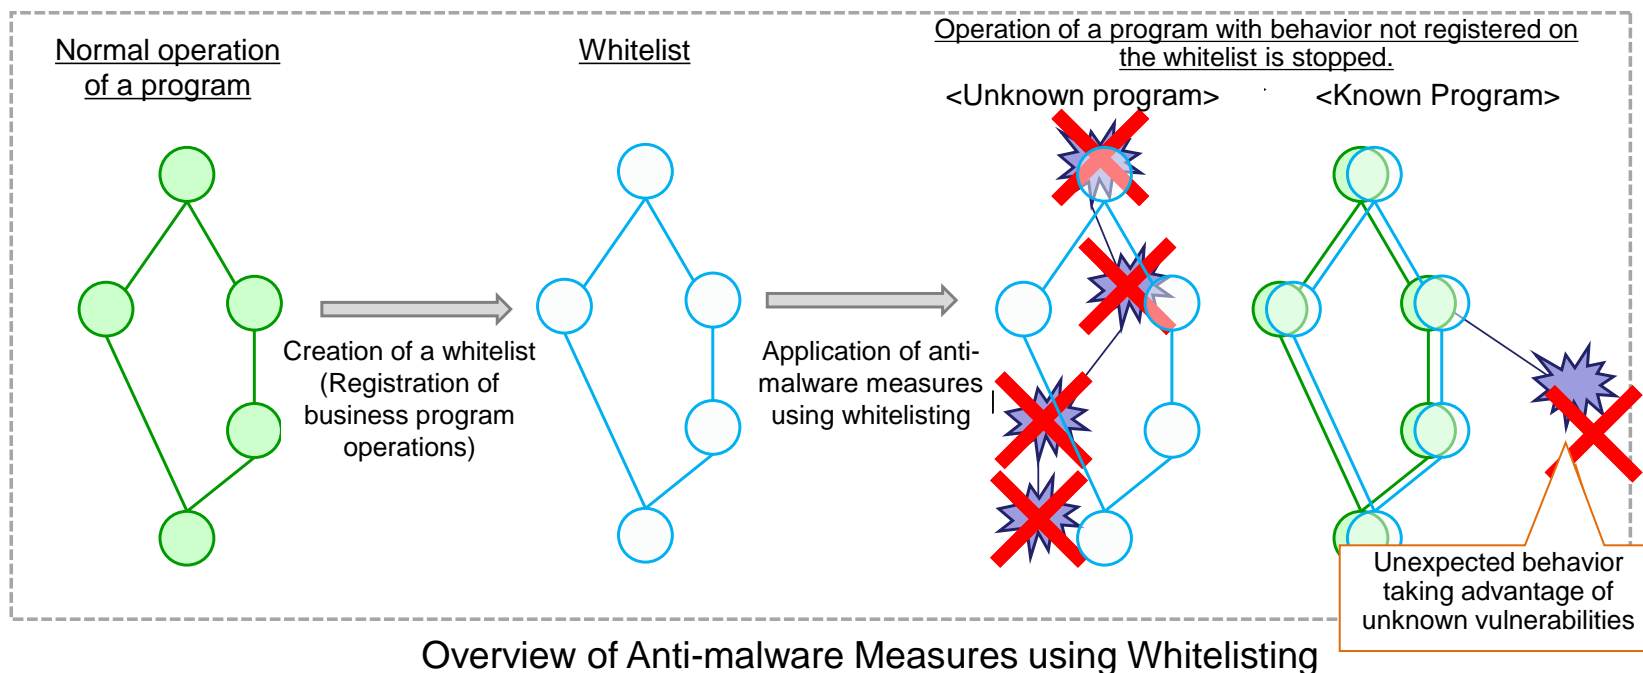 Normal operation
of a program
Whitelist
Operation of a program with behavior not registered on
the whitelist is stopped.
<Unknown program>
<Known Program>
Creation of a whitelist
(Registration of
business program
operations)
Application of anti-
malware measures
using whitelisting
Unexpected behavior
taking advantage of
unknown vulnerabilities
Overview of Anti-malware Measures using Whitelisting